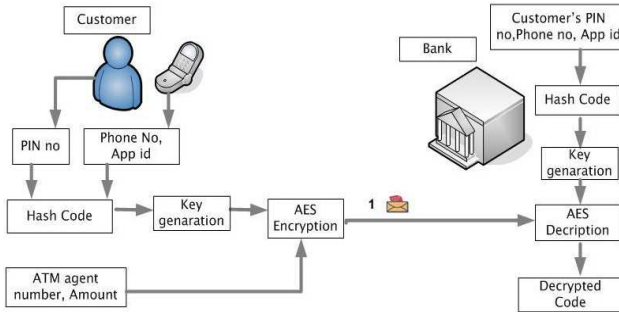 Customer
PIN no
Phone No,
App id
Hash Code
Key
genaration
AES
Encryption
ATM agent
number, Amount
1
Bank
Customer's PIN
no,Phone no, App id
Hash Code
Key
genaration
AES
Decription
Decrypted
Code